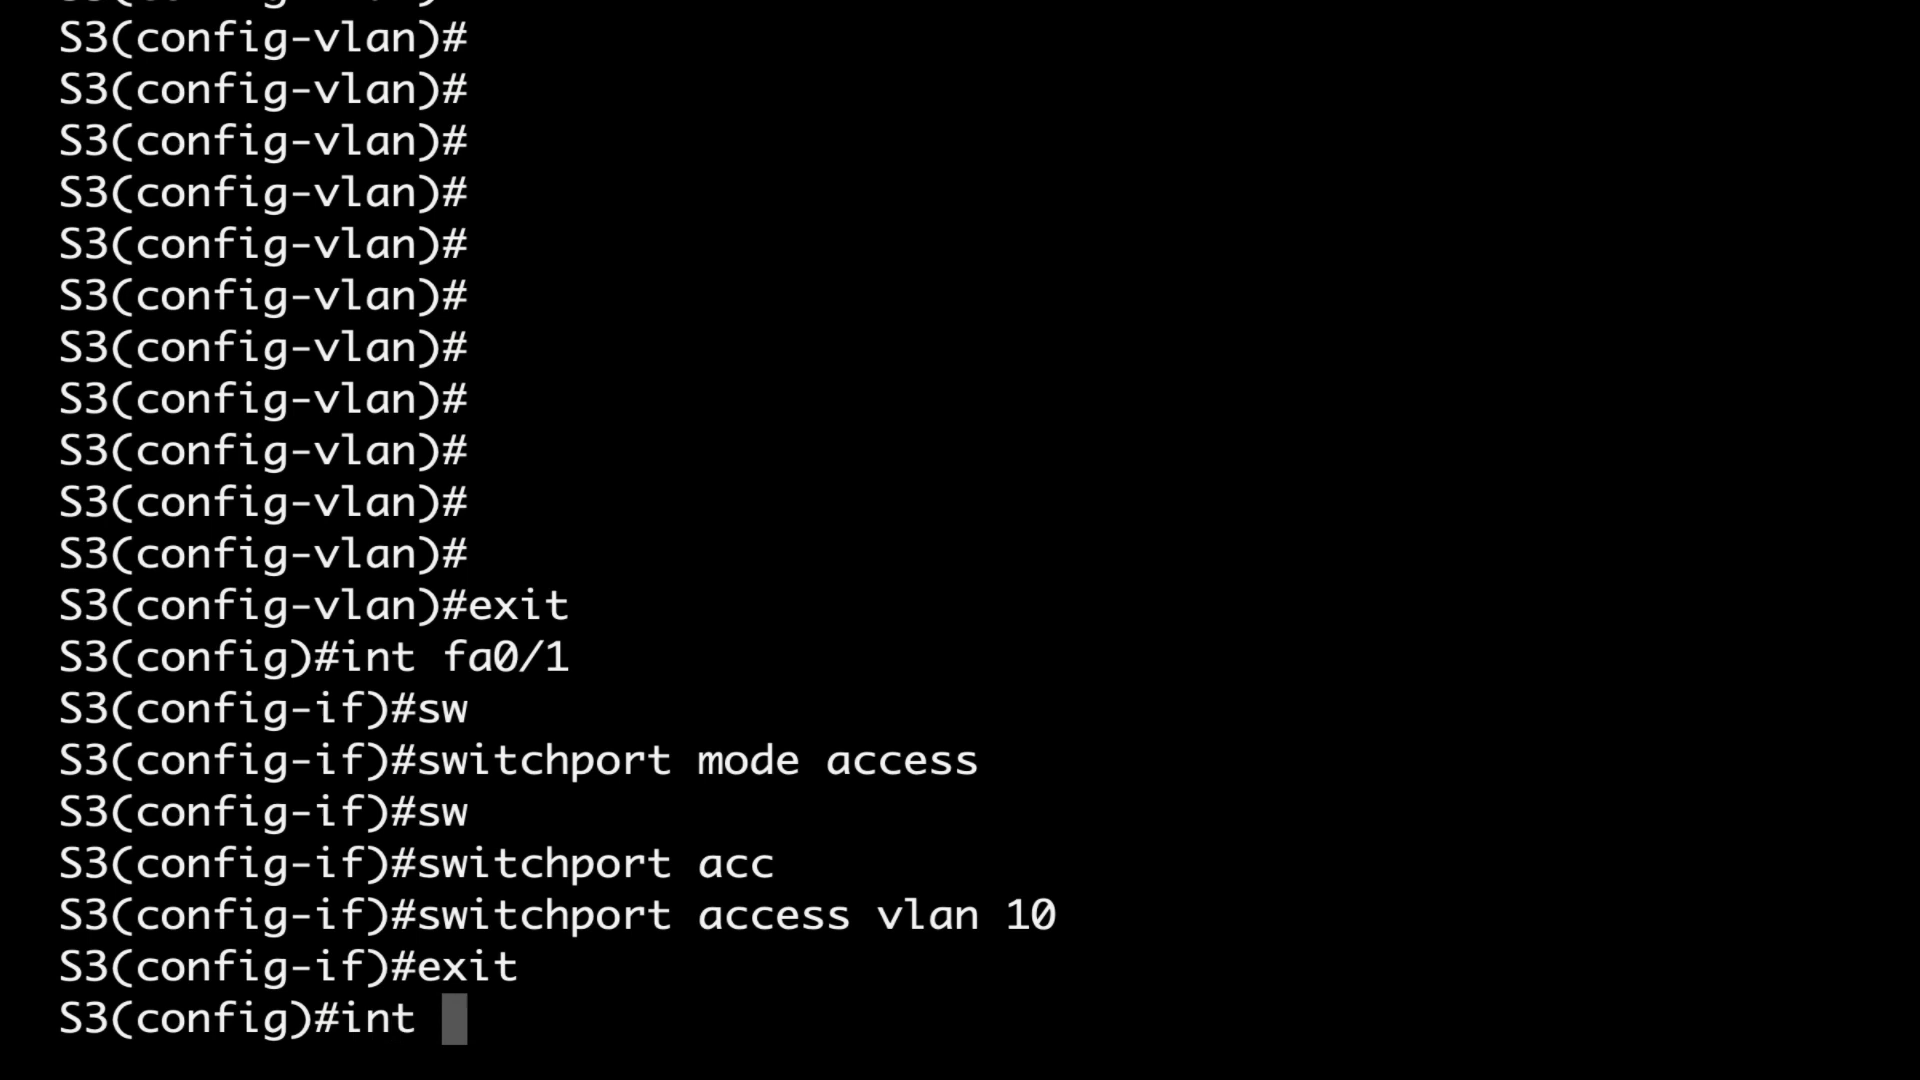 S3(config-vlan)#
S3(config-vlan)#
S3(config-vlan)#
S3(config-vlan)#
S3(config-vlan)#
S3(config-vlan)#
S3(config-vlan)#
S3(config-vlan)#
S3(config-vlan)#
S3(config-vlan)#
S3(config-vlan)#
S3(config-vlan)#exit
S3(config)#int fa0/1
S3(config-if)#sw
S3(config-if)#switchport mode access
S3(config-if)#sw
S3(config-if)#switchport acc
S3(config-if)#switchport access vlan 10
S3(config-if)#exit
S3(config)#int